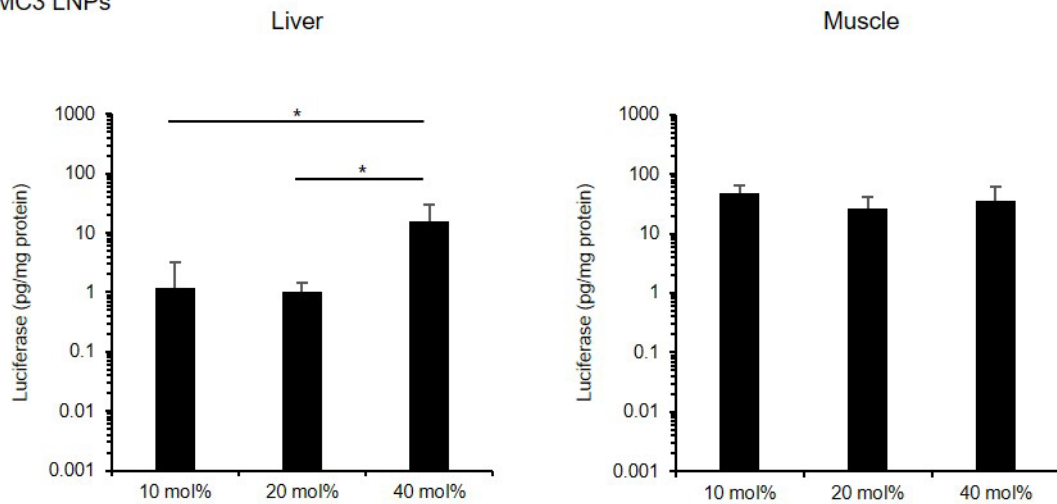 MC3 LNPs
Liver
*
*
1000
100
10
1
0.1
0.01
0.001
Luciferase (pg/mg protein)
10 mol%
20 mol%
40 mol%
Muscle
1000
100
10
1
0.1
0.01
0.001
Luciferase (pg/mg protein)
10 mol%
20 mol%
40 mol%